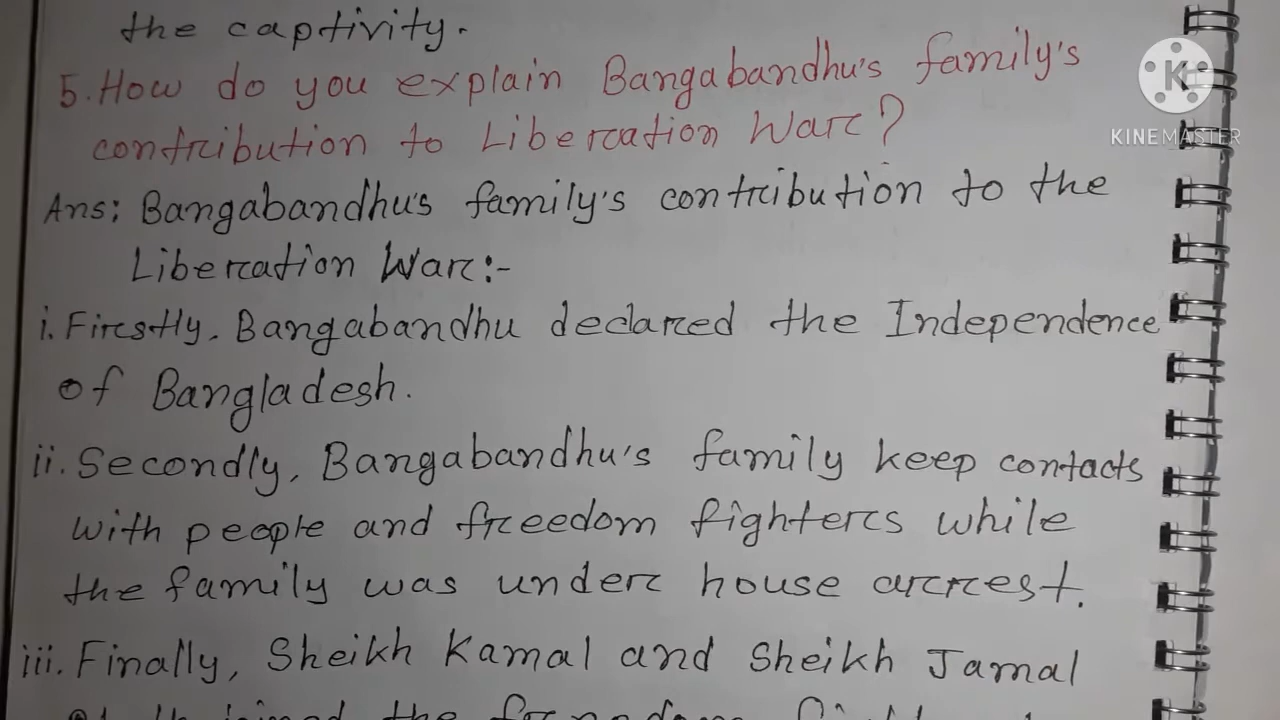 the captivity.
5. How do you explain Bangabandhu's family's
contribution to Liberation War?
Ans: Bangabandhu's family's contribution to the
Liberation War:-
i. Firstly, Bangabandhu declared the Independence
of Bangladesh.
ii. Secondly, Bangabandhu's family keep contacts
with people and freedom fighters while
the family was under house arrest.
iii. Finally, Sheikh Kamal and Sheikh Jamal
joined the
KINEMASTER